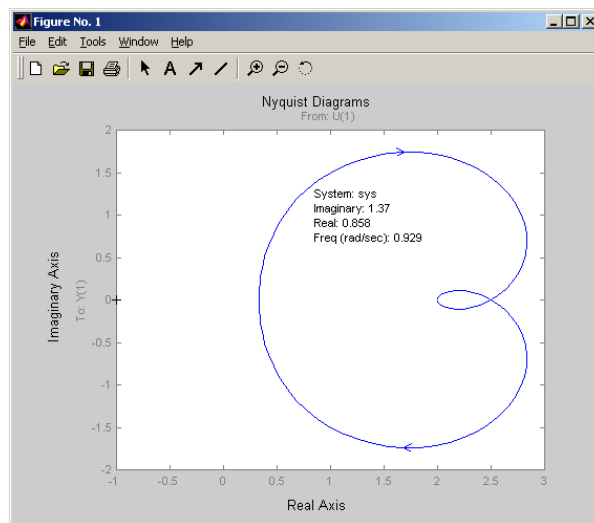 Figure No. 1
File Edit Tools Window Help
A
Nyquist Diagrams
From: U(1)
System: sys
Imaginary: 1.37
Real: 0.858
Freq (rad/sec): 0.929
Imaginary Axis
To: Y(1)
2
1.5
1
0.5
0
-0.5
-1
-1.5
-2
-1 -0.5 0 0.5 1 1.5 2 2.5 3
Real Axis